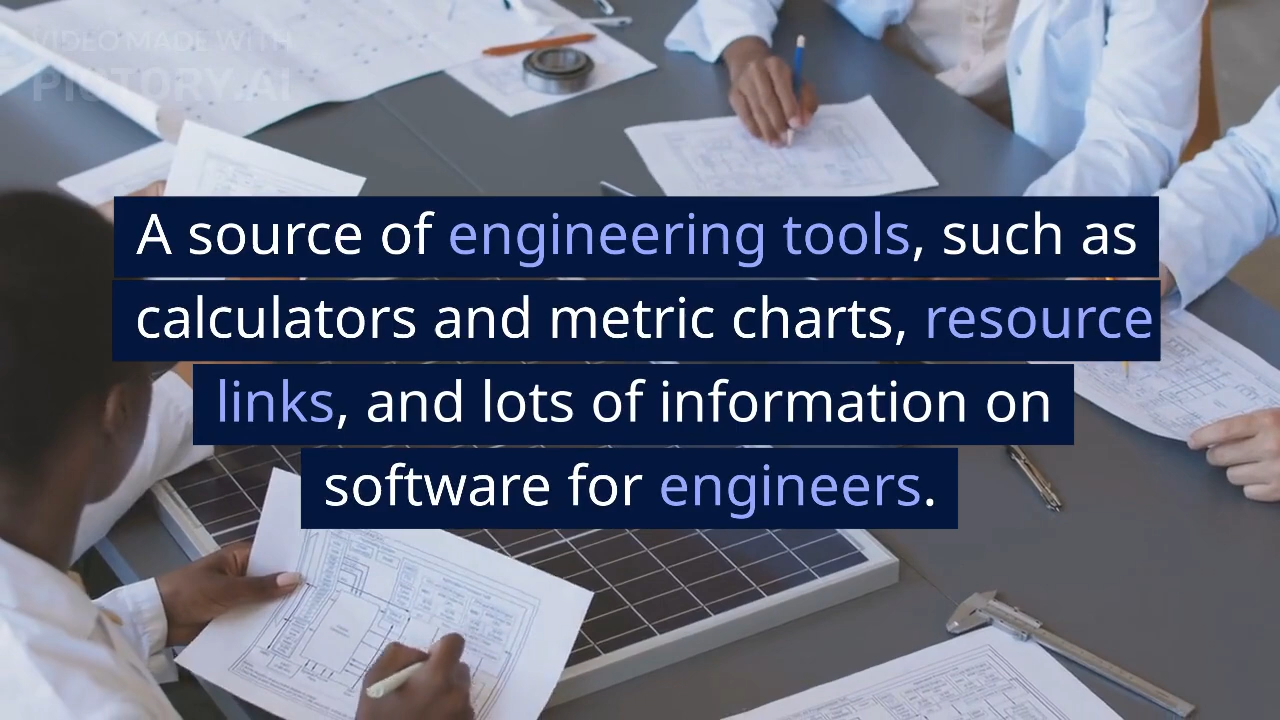 VIDEO MADE WITH
PICTORY.AI
A source of engineering tools, such as
calculators and metric charts, resource
links, and lots of information on
software for engineers.